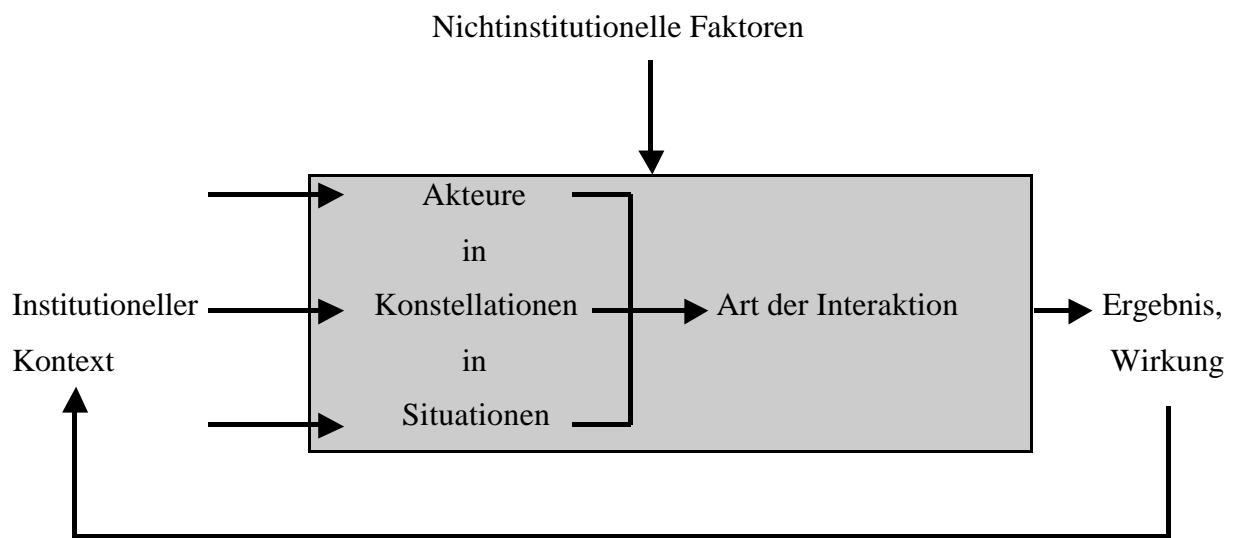 Nichtinstitutionelle Faktoren
Akteure
in
Institutioneller
Kontext
Konstellationen
in
Situationen
Art der Interaktion
Ergebnis,
Wirkung